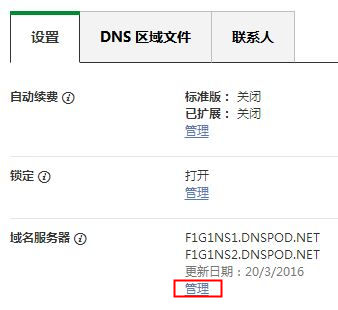 设置 DNS 区域文件 联系人
自动续费 标准版： 关闭
已扩展： 关闭
管理
锁定 打开
管理
域名服务器 F1G1NS1.DNSPOD.NET
F1G1NS2.DNSPOD.NET
更新日期：20/3/2016
管理